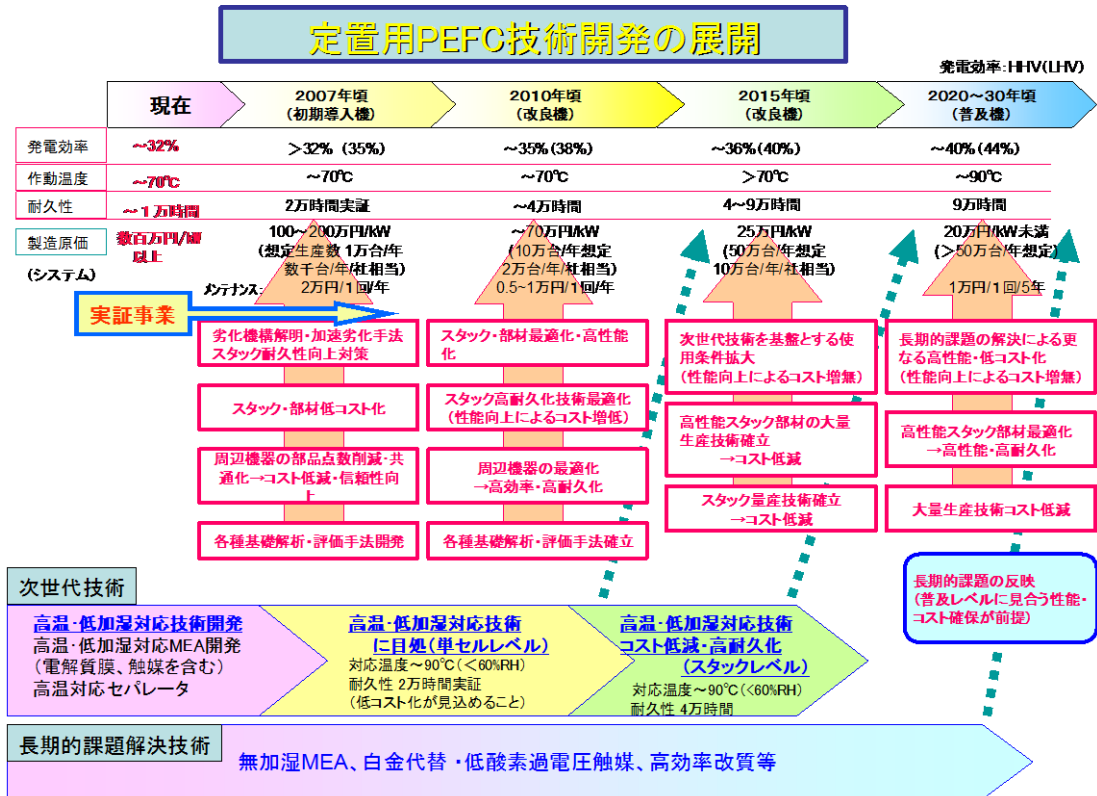 定置用PEFC技術開発の展開
発電効率:HHV(LHV)
現在
2007年頃
(初期導入機)
2010年頃
(改良機)
2015年頃
(改良機)
2020～30年頃
(普及機)
発電効率
～32%
＞32% (35%)
～35%(38%)
～36%(40%)
～40%(44%)
作動温度
～70℃
～70℃
～70℃
＞70℃
～90℃
耐久性
～１万時間
2万時間実証
～4万時間
4～9万時間
9万時間
製造原価
(システム)
数百万円/kW
以上
100～200万円/kW
(想定生産数 1万台/年
数千台/年/社相当)
～70万円/kW
(10万台/年想定
2万台/年/社相当)
25万円/kW
(50万台/年想定
10万台/年/社相当)
20万円/kW未満
(＞50万台/年想定)
メンテナンス:
2万円/1回/年
0.5~1万円/1回/年
1万円/1回/5年
実証事業
劣化機構解明・加速劣化手法
スタック耐久性向上対策
スタック・部材低コスト化
周辺機器の部品点数削減・共
通化→コスト低減・信頼性向
上
各種基礎解析・評価手法開発
スタック・部材最適化・高性能
化
スタック高耐久化技術最適化
(性能向上によるコスト増低)
周辺機器の最適化
→高効率・高耐久化
各種基礎解析・評価手法確立
次世代技術を基盤とする使
用条件拡大
(性能向上によるコスト増無)
高性能スタック部材の大量
生産技術確立
→コスト低減
スタック量産技術確立
→コスト低減
長期的課題の解決による更
なる高性能・低コスト化
(性能向上によるコスト増無)
高性能スタック部材最適化
→高性能・高耐久化
大量生産技術コスト低減
長期的課題の反映
(普及レベルに見合う性能・
コスト確保が前提)
次世代技術
高温・低加湿対応技術開発
高温・低加湿対応MEA開発
(電解質膜、触媒を含む)
高温対応セパレータ
高温・低加湿対応技術
に目処(単セルレベル)
対応温度～90℃(＜60%RH)
耐久性 2万時間実証
(低コスト化が見込めること)
高温・低加湿対応技術
コスト低減・高耐久化
(スタックレベル)
対応温度～90℃(<60%RH)
耐久性 4万時間
長期的課題解決技術
無加湿MEA、白金代替・低酸素過電圧触媒、高効率改質等